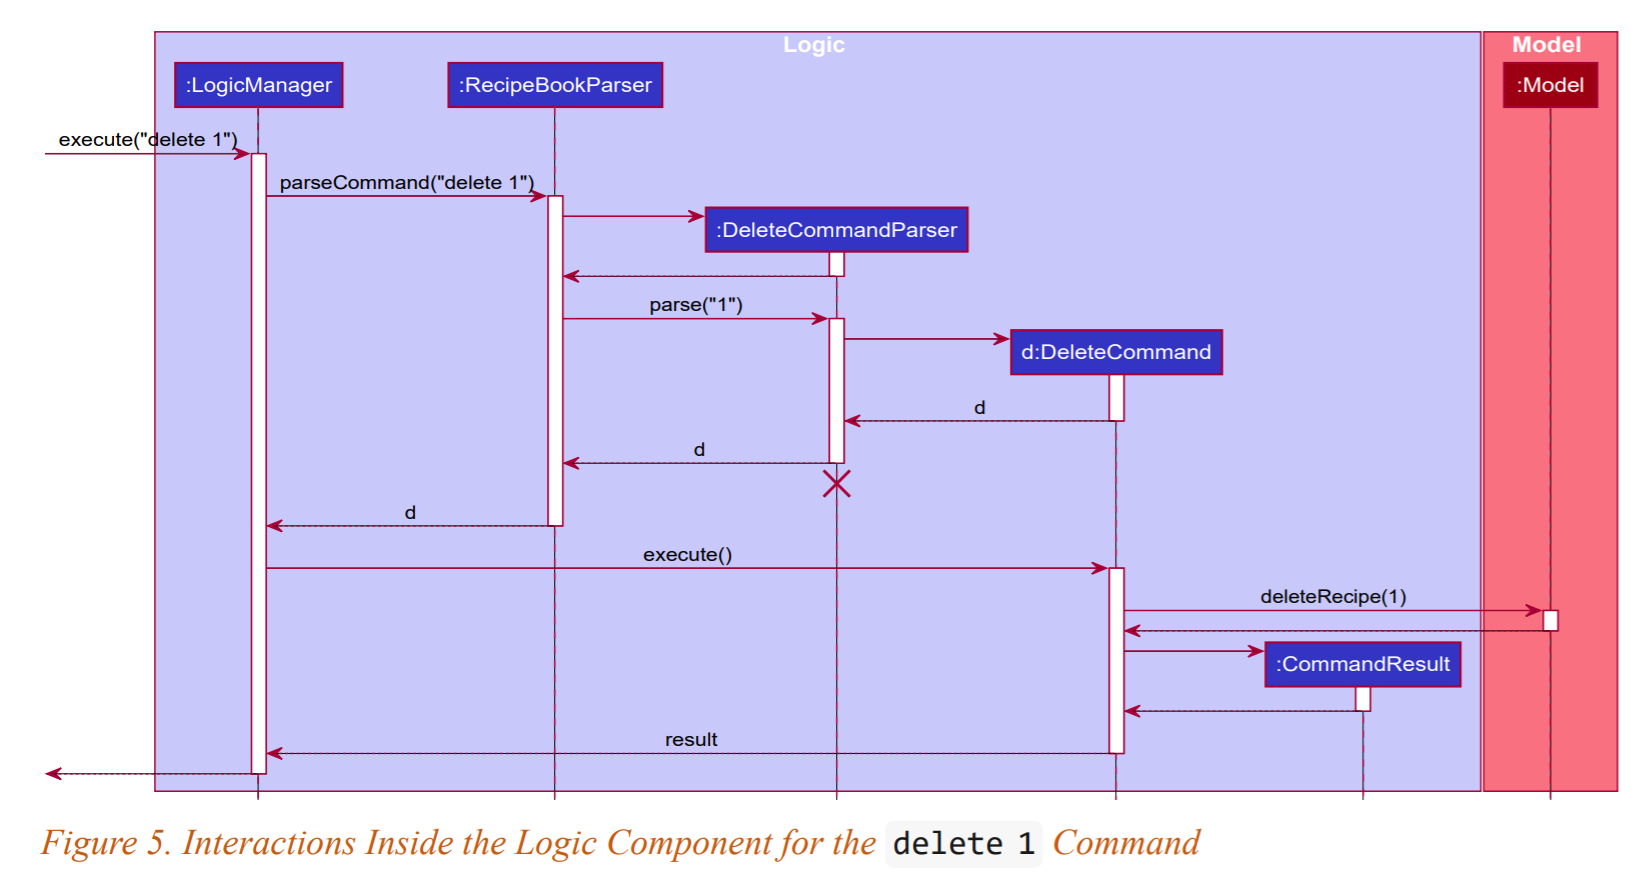 Logic
Model
:LogicManager
:RecipeBookParser
:Model
execute("delete 1")
parseCommand("delete 1")
:DeleteCommandParser
parse("1")
d:DeleteCommand
d
d
d
execute()
deleteRecipe(1)
:CommandResult
result
Figure 5. Interactions Inside the Logic Component for the delete 1 Command